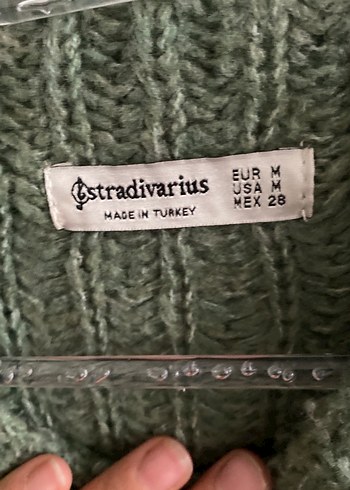 Stradivarius
MADE IN TURKEY
EUR M
USA M
MEX 28